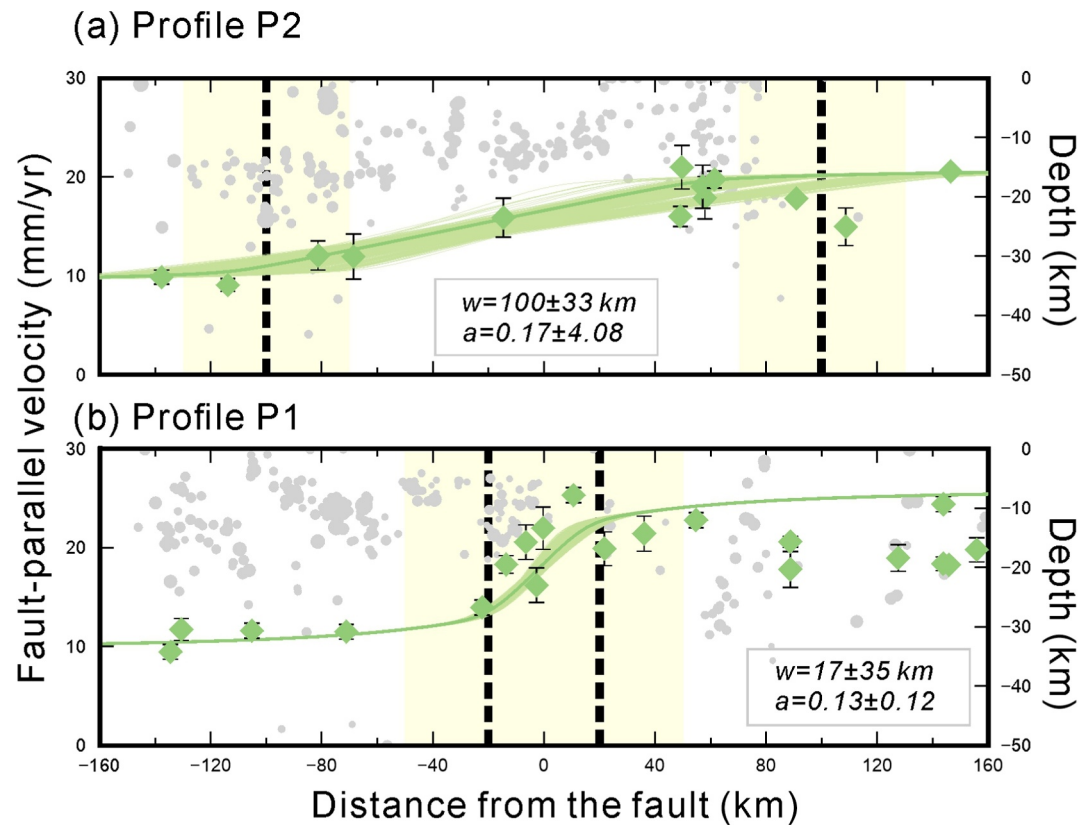 (a) Profile P2
30
20
10
0
0
−10
−20
−30
−40
−50
w=100±33 km
a=0.17±4.08
Fault-parallel velocity (mm/yr)
Depth (km)
(b) Profile P1
30
20
10
0
0
−10
−20
−30
−40
−50
w=17±35 km
a=0.13±0.12
Depth (km)
−160 −120 −80 −40 0 40 80 120 160
Distance from the fault (km)